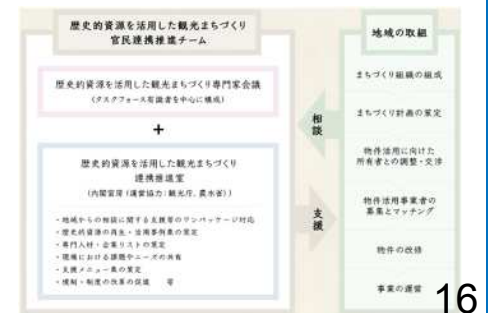 歴史的資源を活用した観光まちづくり
官民連携推進チーム
歴史的資源を活用した観光まちづくり専門家会議
(タスクフォース有識者を中心に構成)
+
歴史的資源を活用した観光まちづくり
連携推進室
(内閣官房(運営協力:観光庁、農水省))
・地域からの相談に関する支援等のワンパッケージ対応
・歴史的資源の再生・活用事例集の策定
・専門人材・企業リストの策定
・現場における課題やニーズの共有
・支援メニュー集の策定
・規制・制度の改革の促進 等
相談
支援
地域の取組
まちづくり組織の組成
まちづくり計画の策定
物件活用に向けた
所有者との調整・交渉
物件活用事業者の
募集とマッチング
物件の改修
事業の運営
16